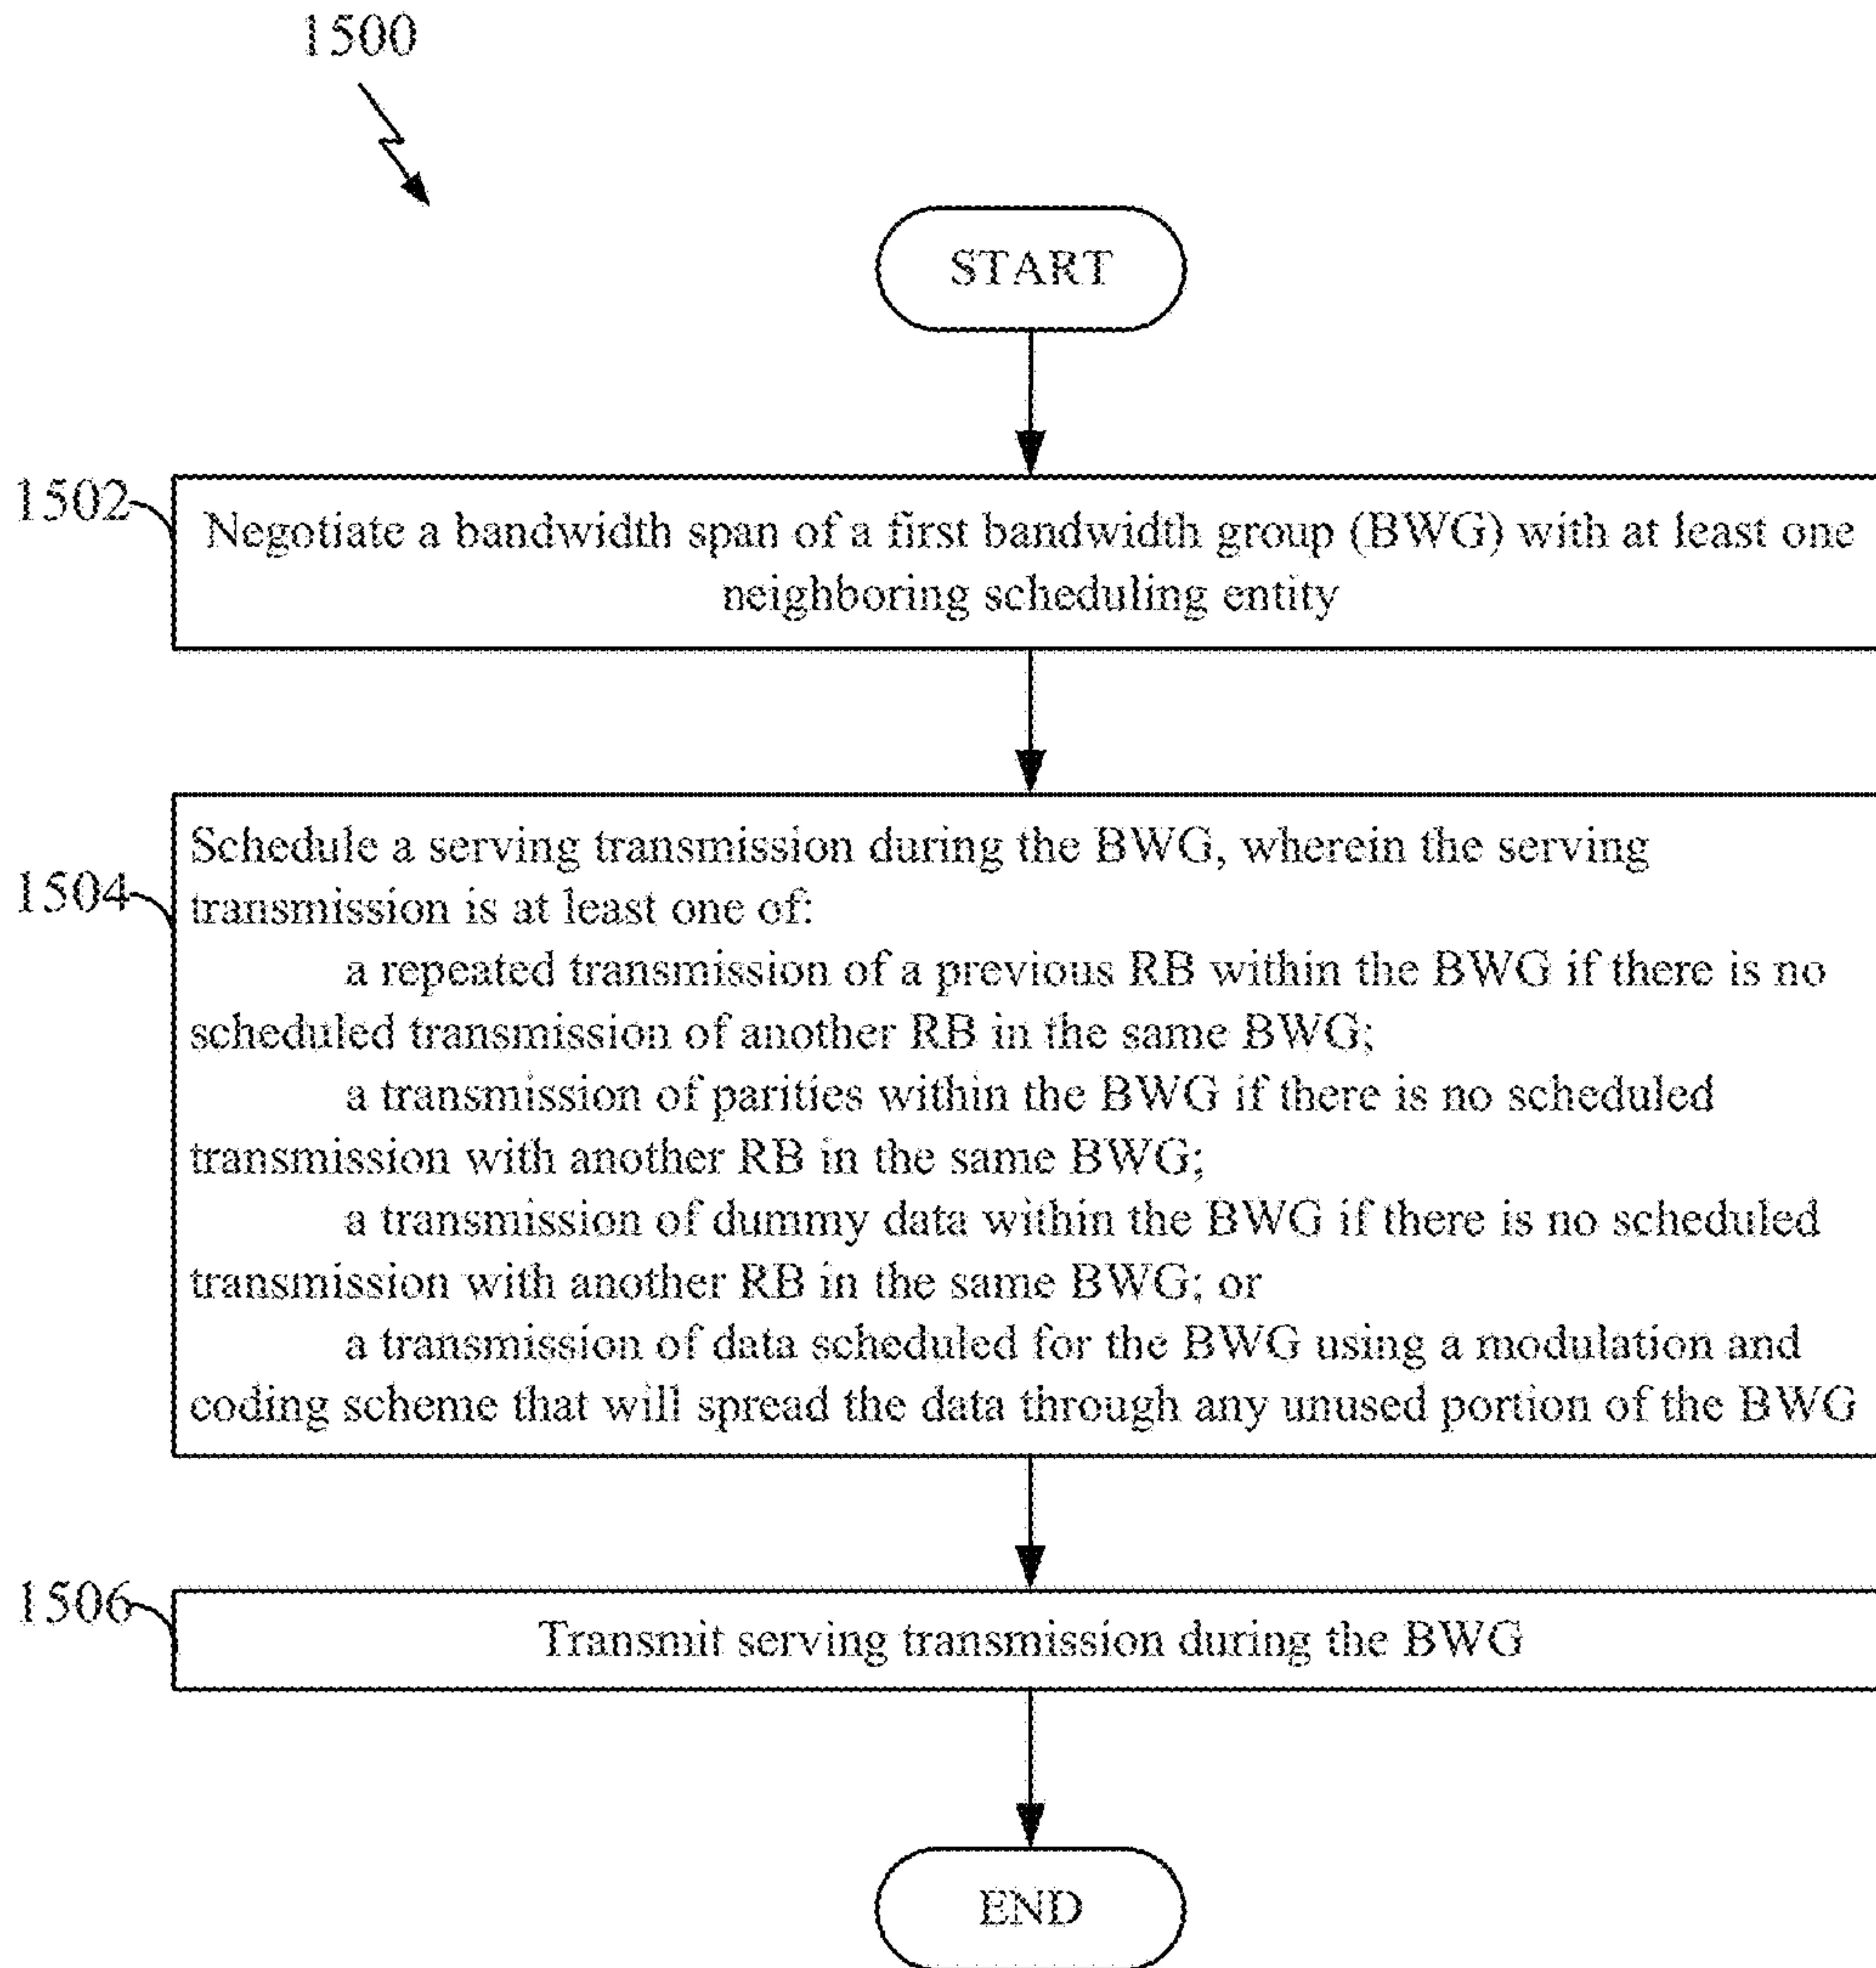 1500
START
1502
Negotiate a bandwidth span of a first bandwidth group (BWG) with at least one
neighboring scheduling entity
1504
Schedule a serving transmission during the BWG, wherein the serving
transmission is at least one of:
a repeated transmission of a previous RB within the BWG if there is no
scheduled transmission of another RB in the same BWG;
a transmission of parities within the BWG if there is no scheduled
transmission with another RB in the same BWG;
a transmission of dummy data within the BWG if there is no scheduled
transmission with another RB in the same BWG; or
a transmission of data scheduled for the BWG using a modulation and
coding scheme that will spread the data through any unused portion of the BWG
1506
Transmit serving transmission during the BWG
END